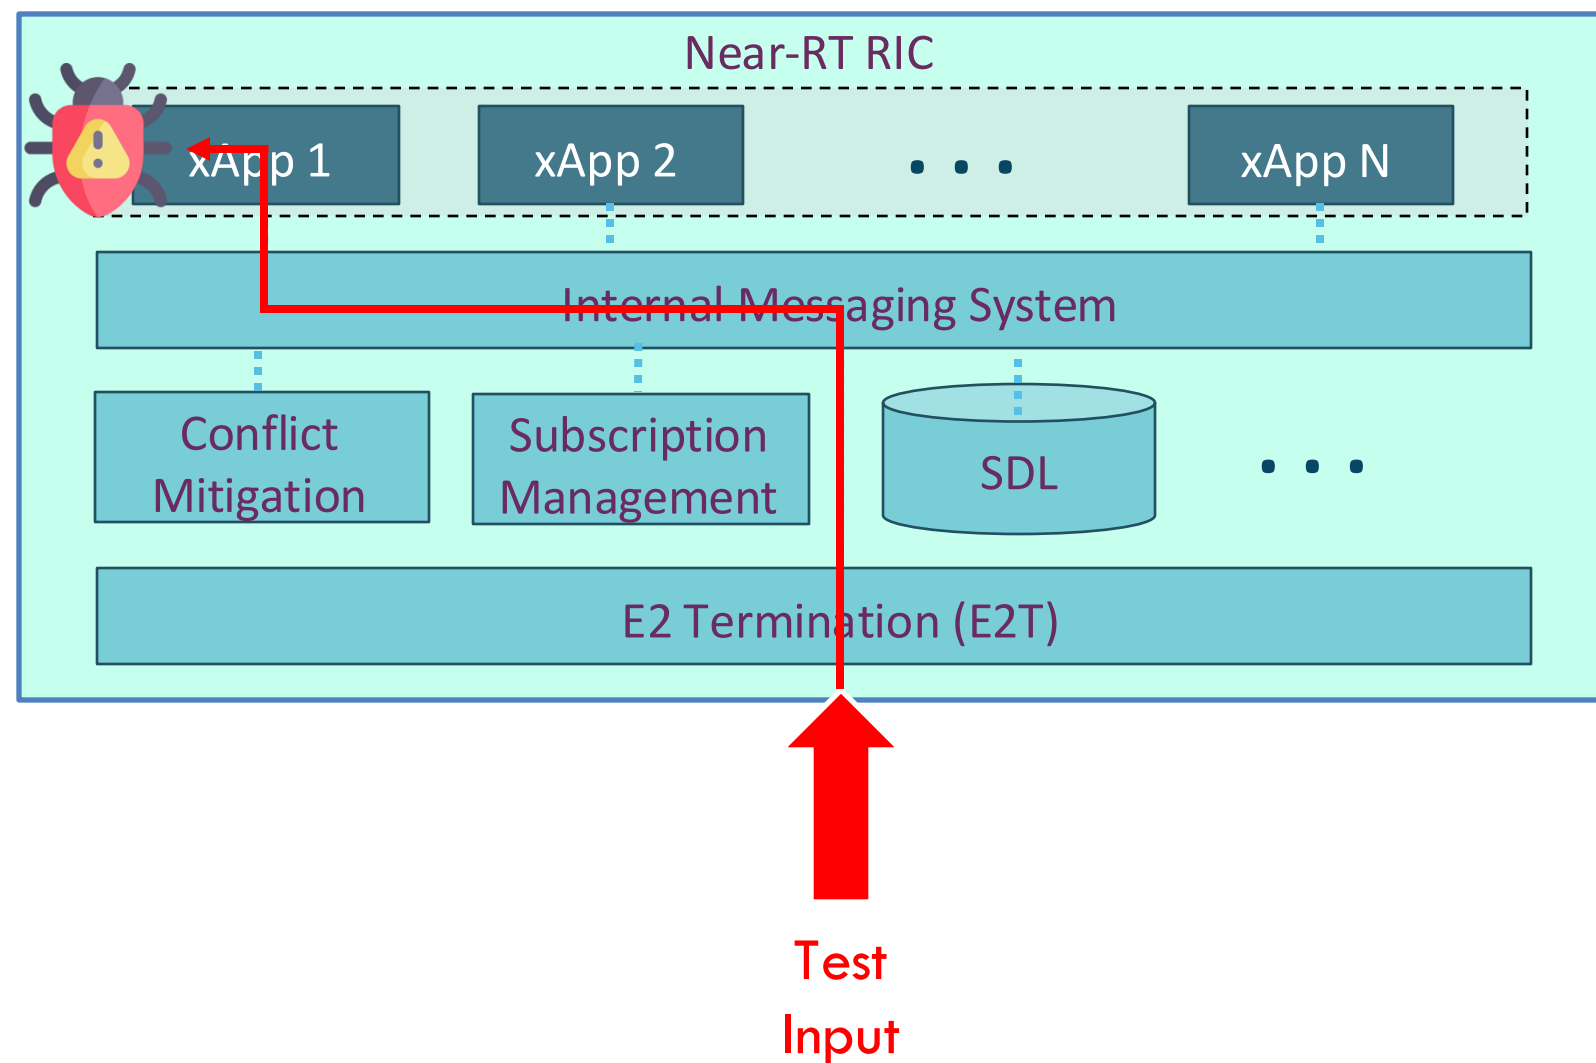 Near-RT RIC
xApp 1
xApp 2
. . .
xApp N
Internal Messaging System
Conflict
Mitigation
Subscription
Management
SDL
. . .
E2 Termination (E2T)
Test
Input